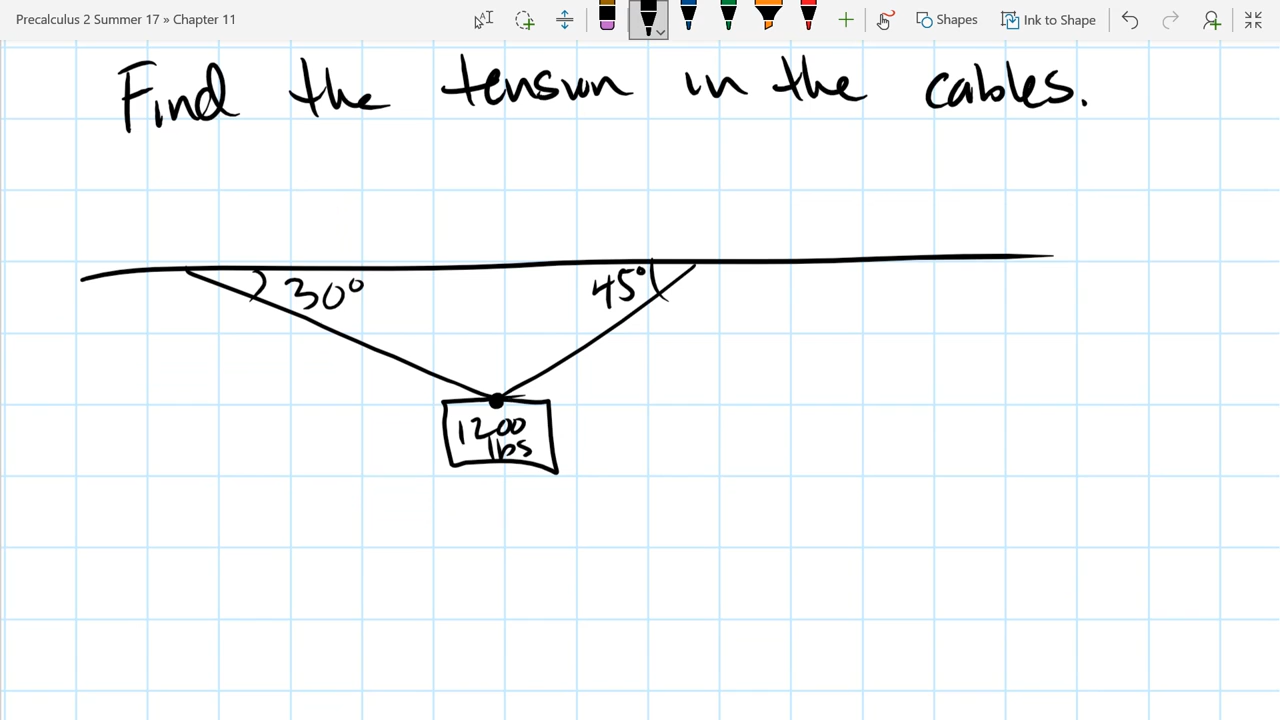 Precalculus 2 Summer 17 » Chapter 11
Shapes
Ink to Shape
Find the tension in the cables.
30°
45°
1200
lbs